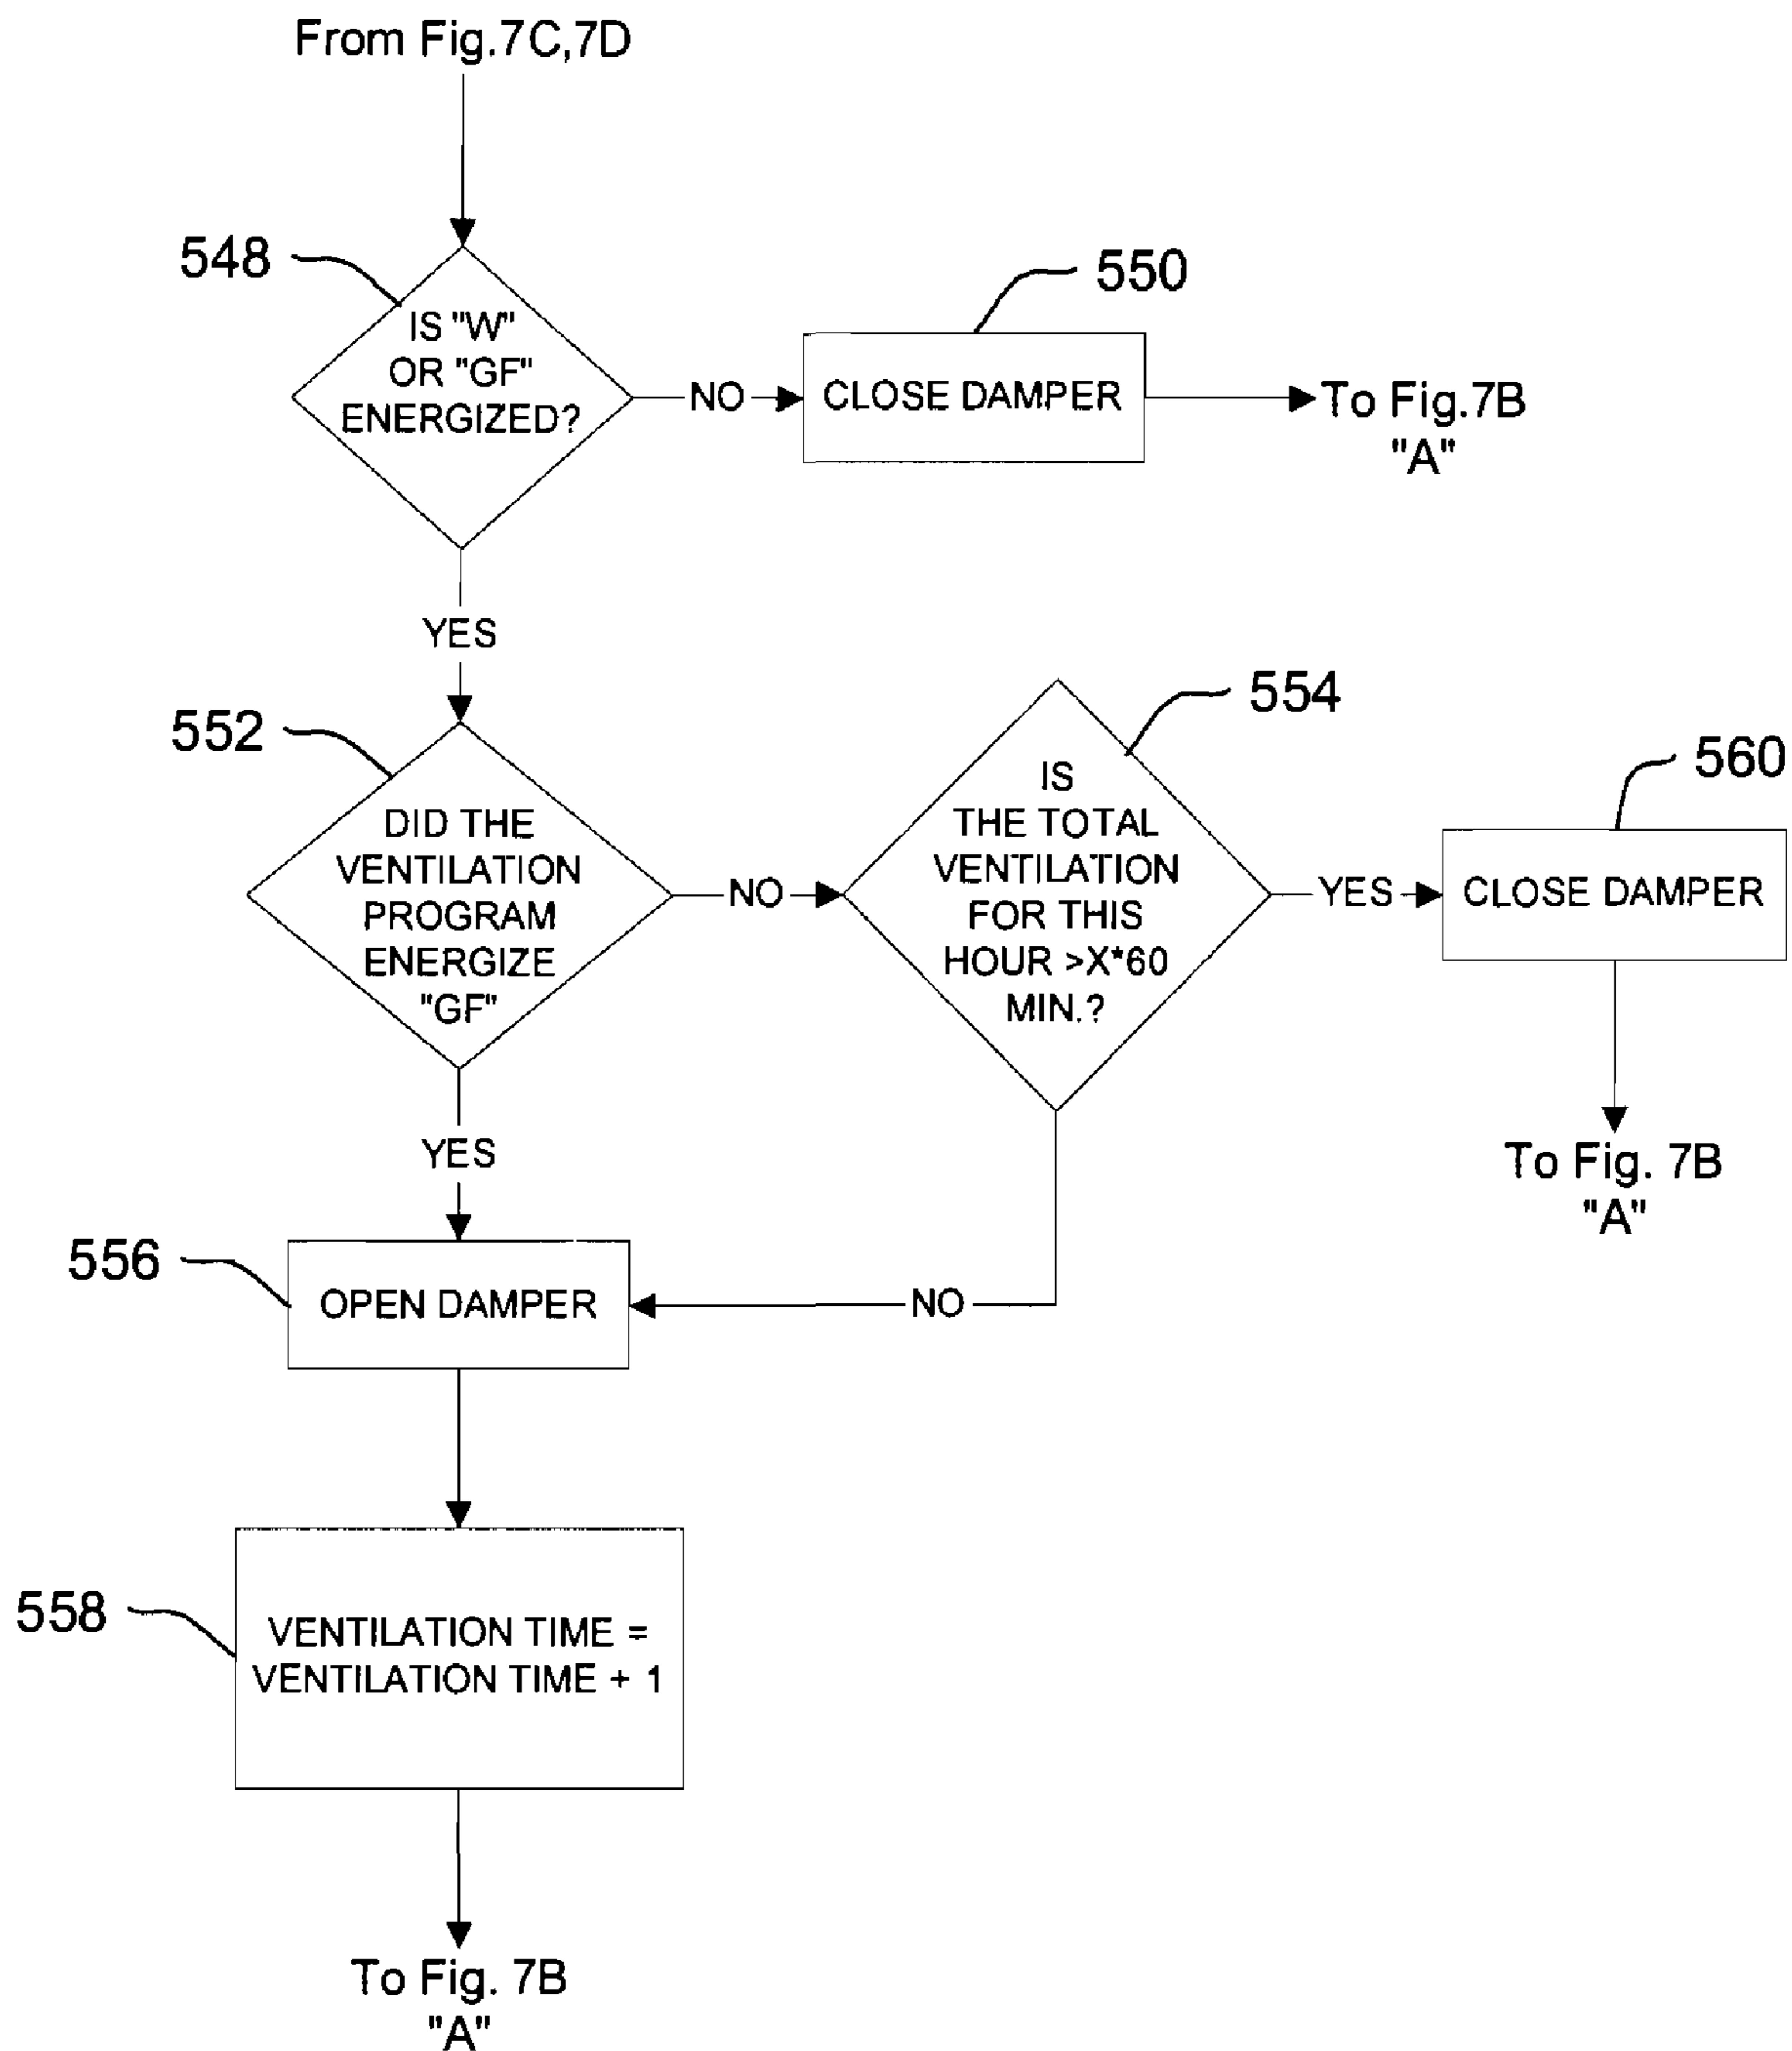 From Fig.7C,7D
548
IS "W"
OR "GF"
ENERGIZED?
NO
550
CLOSE DAMPER
To Fig.7B
"A"
YES
552
DID THE
VENTILATION
PROGRAM
ENERGIZE
"GF"
NO
554
IS
THE TOTAL
VENTILATION
FOR THIS
HOUR >X*60
MIN.?
YES
560
CLOSE DAMPER
To Fig. 7B
"A"
YES
NO
556
OPEN DAMPER
558
VENTILATION TIME =
VENTILATION TIME + 1
To Fig. 7B
"A"